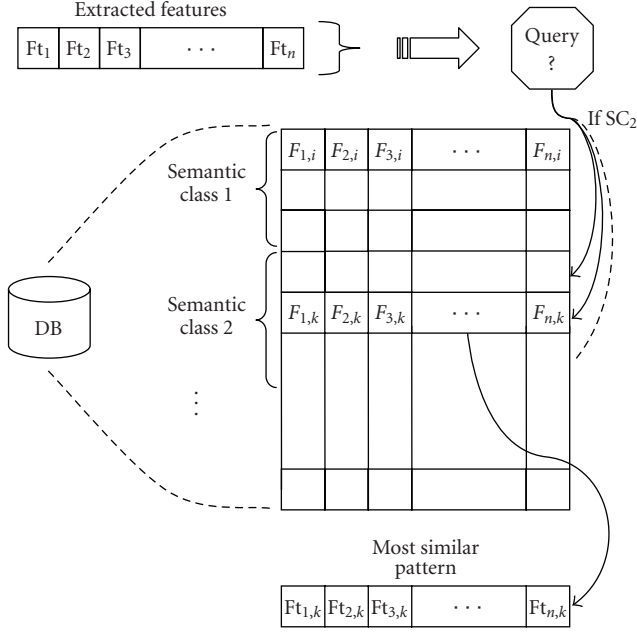 Extracted features
Ft1 Ft2 Ft3 · · · Ftn
Query
?
If SC2
Semantic
class 1
F1,i F2,i F3,i · · · Fn,i
DB
Semantic
class 2
F1,k F2,k F3,k · · · Fn,k
⋮
Most similar
pattern
Ft1,k Ft2,k Ft3,k · · · Ftn,k